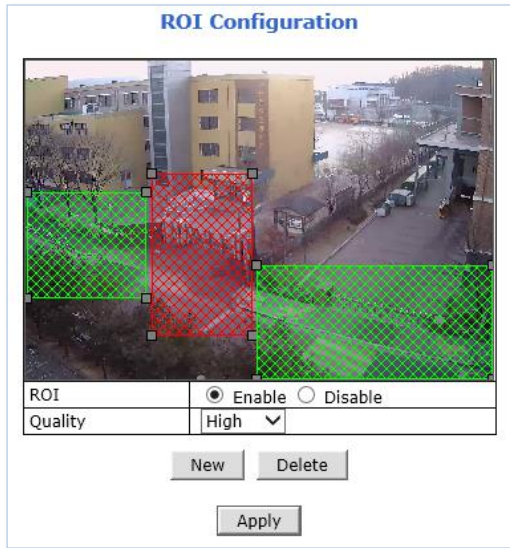 ROI Configuration
ROI Enable Disable
Quality High
New Delete
Apply